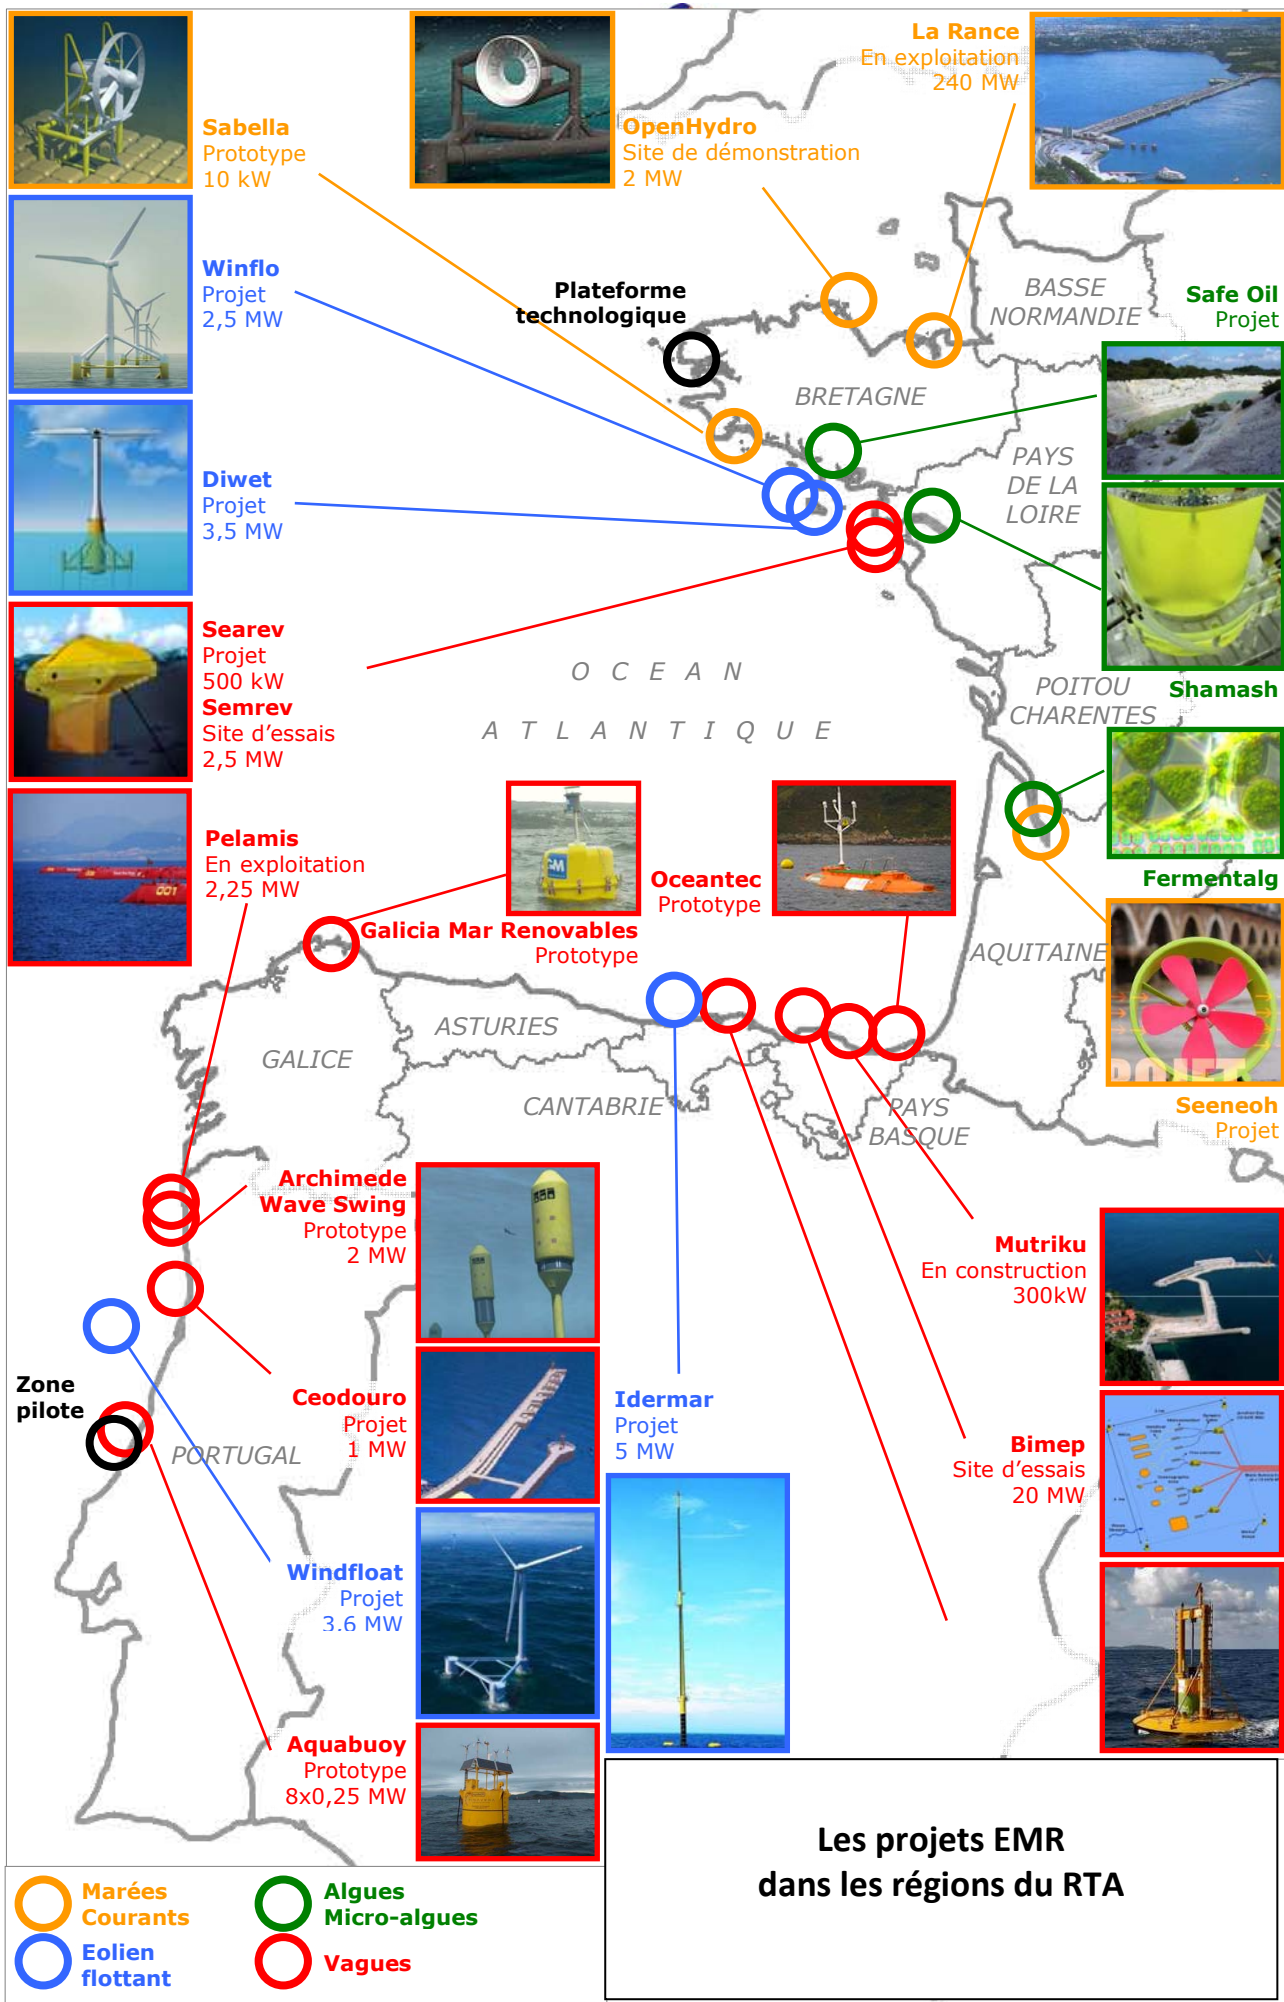 La Rance
En exploitation
240 MW
Sabella
Prototype
10 kW
OpenHydro
Site de démonstration
2 MW
Winflo
Projet
2,5 MW
Plateforme
technologique
BASSE
NORMANDIE
Safe Oil
Projet
BRETAGNE
Diwet
Projet
3,5 MW
PAYS
DE LA
LOIRE
Searev
Projet
500 kW
Semrev
Site d'essais
2,5 MW
OCEAN
ATLANTIQUE
POITOU
CHARENTES
Shamash
Pelamis
En exploitation
2,25 MW
001
GM
Oceantec
Prototype
Fermentalg
Galicia Mar Renovables
Prototype
AQUITAINE
ASTURIES
GALICE
CANTABRIE
PAYS
BASQUE
PROJET
Seeneoh
Projet
Archimede
Wave Swing
Prototype
2 MW
Mutriku
En construction
300kW
Zone
pilote
Ceodouro
Projet
1 MW
Idermar
Projet
5 MW
PORTUGAL
Bimep
Site d'essais
20 MW
Windfloat
Projet
3.6 MW
Aquabuoy
Prototype
8x0,25 MW
Les projets EMR
dans les régions du RTA
Marées
Courants
Algues
Micro-algues
Eolien
flottant
Vagues